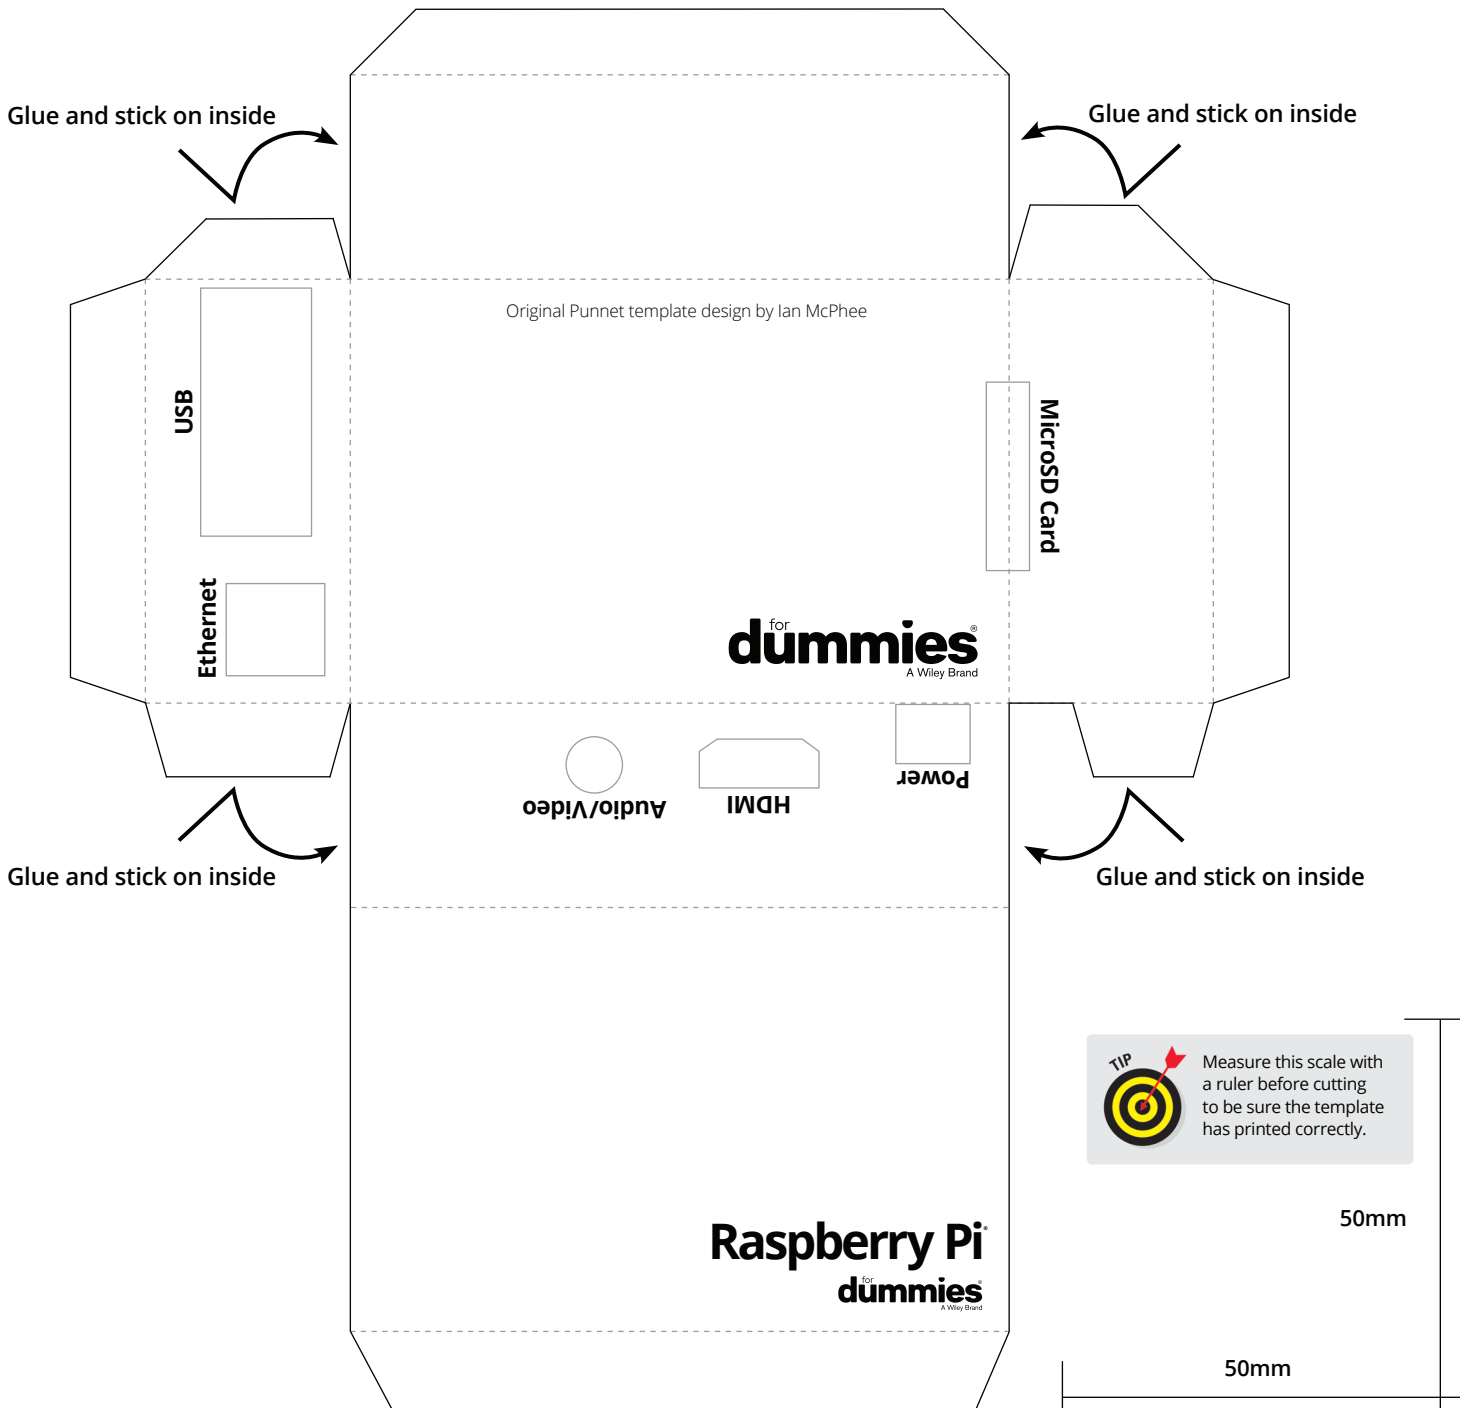 Glue and stick on inside
Glue and stick on inside
Original Punnet template design by Ian McPhee
USB
MicroSD Card
Ethernet
for
dummies®
A Wiley Brand
Power
HDMI
Audio/Video
Glue and stick on inside
Glue and stick on inside
TIP
Measure this scale with
a ruler before cutting
to be sure the template
has printed correctly.
50mm
Raspberry Pi®
for
dummies®
A Wiley Brand
50mm